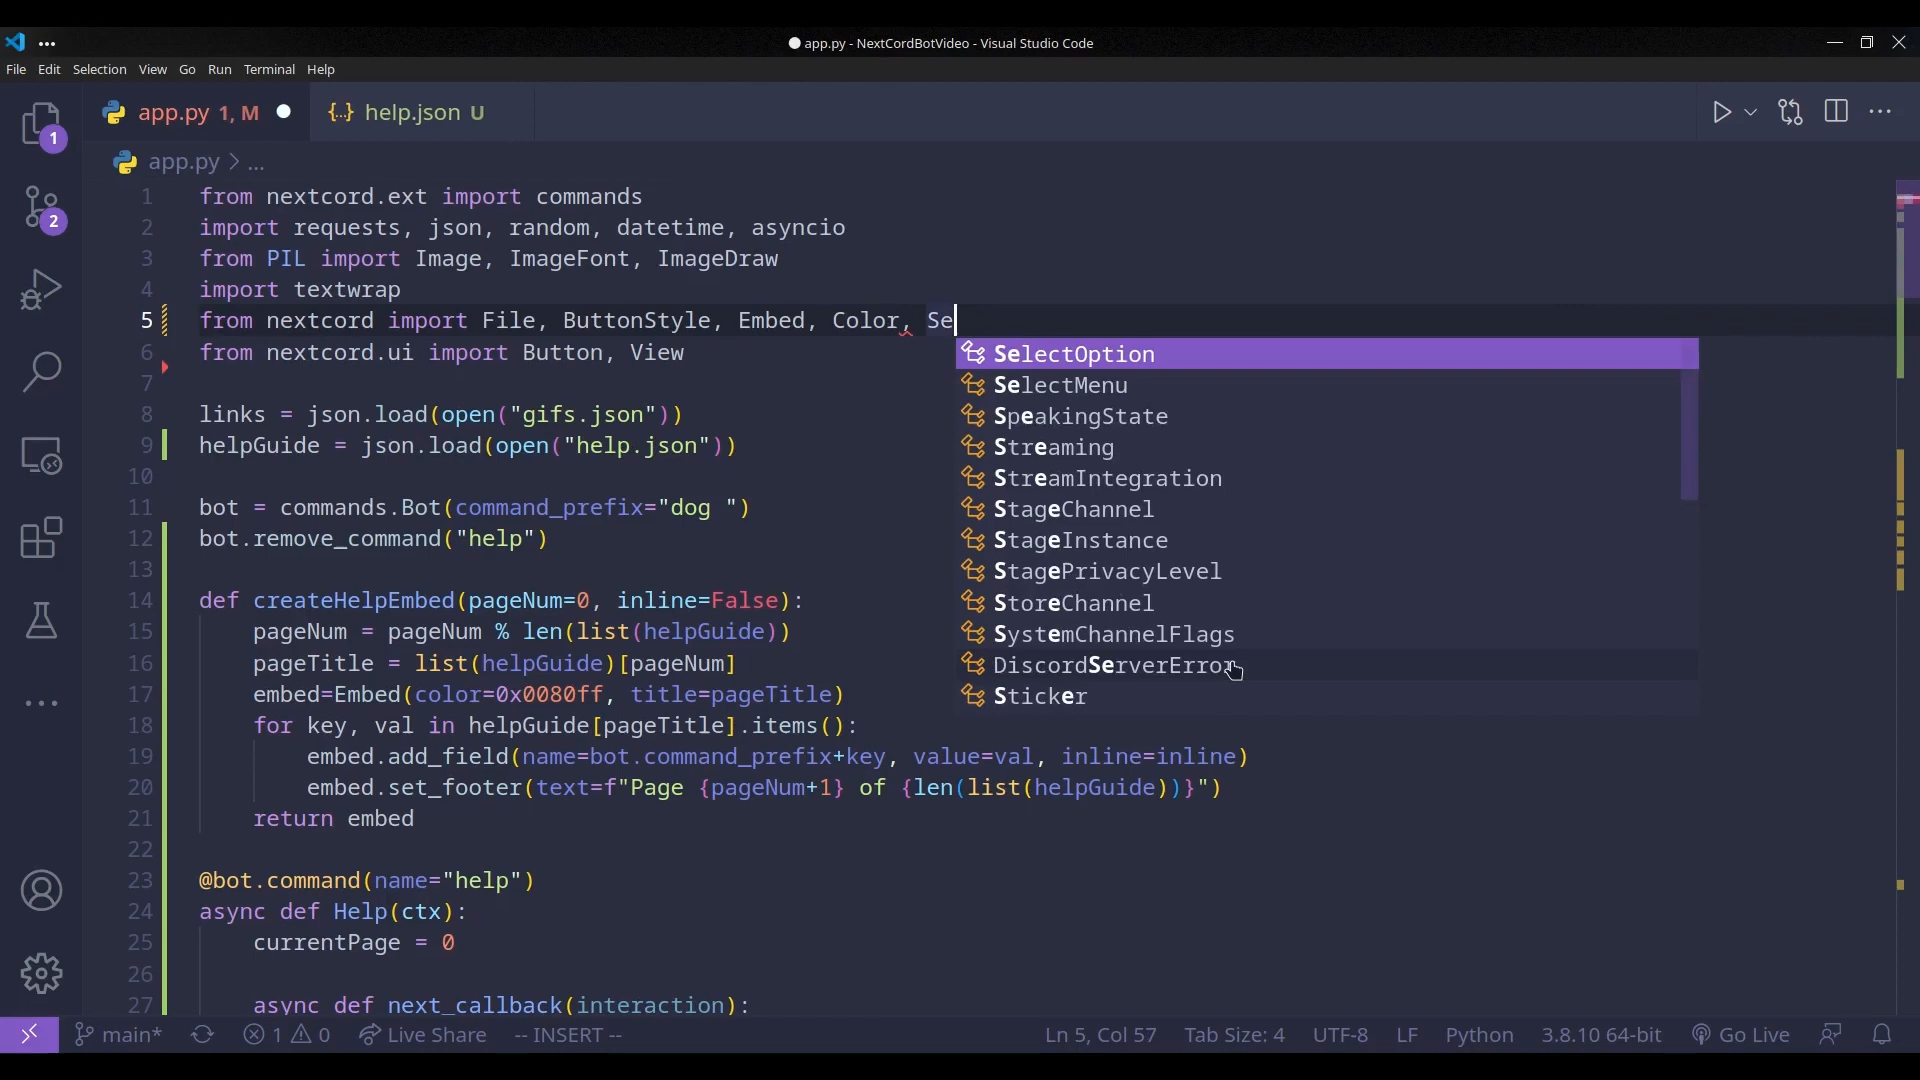 app.py - NextCordBotVideo - Visual Studio Code
File Edit Selection View Go Run Terminal Help
app.py 1, M
help.json U
app.py > ...
1 from nextcord.ext import commands
2 import requests, json, random, datetime, asyncio
3 from PIL import Image, ImageFont, ImageDraw
4 import textwrap
5 from nextcord import File, ButtonStyle, Embed, Color, Se
6 from nextcord.ui import Button, View
7
8 links = json.load(open("gifs.json"))
9 helpGuide = json.load(open("help.json"))
10
11 bot = commands.Bot(command_prefix="dog ")
12 bot.remove_command("help")
13
14 def createHelpEmbed(pageNum=0, inline=False):
15 pageNum = pageNum % len(list(helpGuide))
16 pageTitle = list(helpGuide)[pageNum]
17 embed=Embed(color=0x0080ff, title=pageTitle)
18 for key, val in helpGuide[pageTitle].items():
19 embed.add_field(name=bot.command_prefix+key, value=val, inline=inline)
20 embed.set_footer(text=f"Page {pageNum+1} of {len(list(helpGuide))}")
21 return embed
22
23 @bot.command(name="help")
24 async def Help(ctx):
25 currentPage = 0
26
27 async def next_callback(interaction):
SelectOption
SelectMenu
SpeakingState
Streaming
StreamIntegration
StageChannel
StageInstance
StagePrivacyLevel
StoreChannel
SystemChannelFlags
DiscordServerError
Sticker
1
2
main* 1 0 Live Share -- INSERT -- Ln 5, Col 57 Tab Size: 4 UTF-8 LF Python 3.8.10 64-bit Go Live